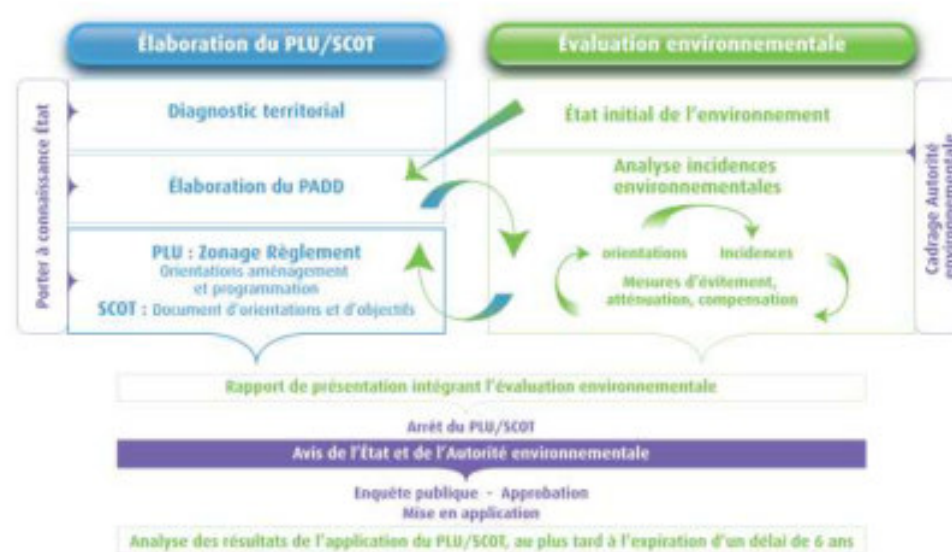 Élaboration du PLU/SCOT
Évaluation environnementale
Porter à connaissance État
Diagnostic territorial
Élaboration du PADD
PLU : Zonage Règlement
Orientations aménagement
et programmation
SCOT : Document d'orientations et d'objectifs
État initial de l'environnement
Analyse incidences
environnementales
orientations
Incidences
Mesures d'évitement,
atténuation, compensation
Cadrage Autorité
environnementale
Rapport de présentation intégrant l'évaluation environnementale
Arrêt du PLU/SCOT
Avis de l'État et de l'Autorité environnementale
Enquête publique - Approbation
Mise en application
Analyse des résultats de l'application du PLU/SCOT, au plus tard à l'expiration d'un délai de 6 ans